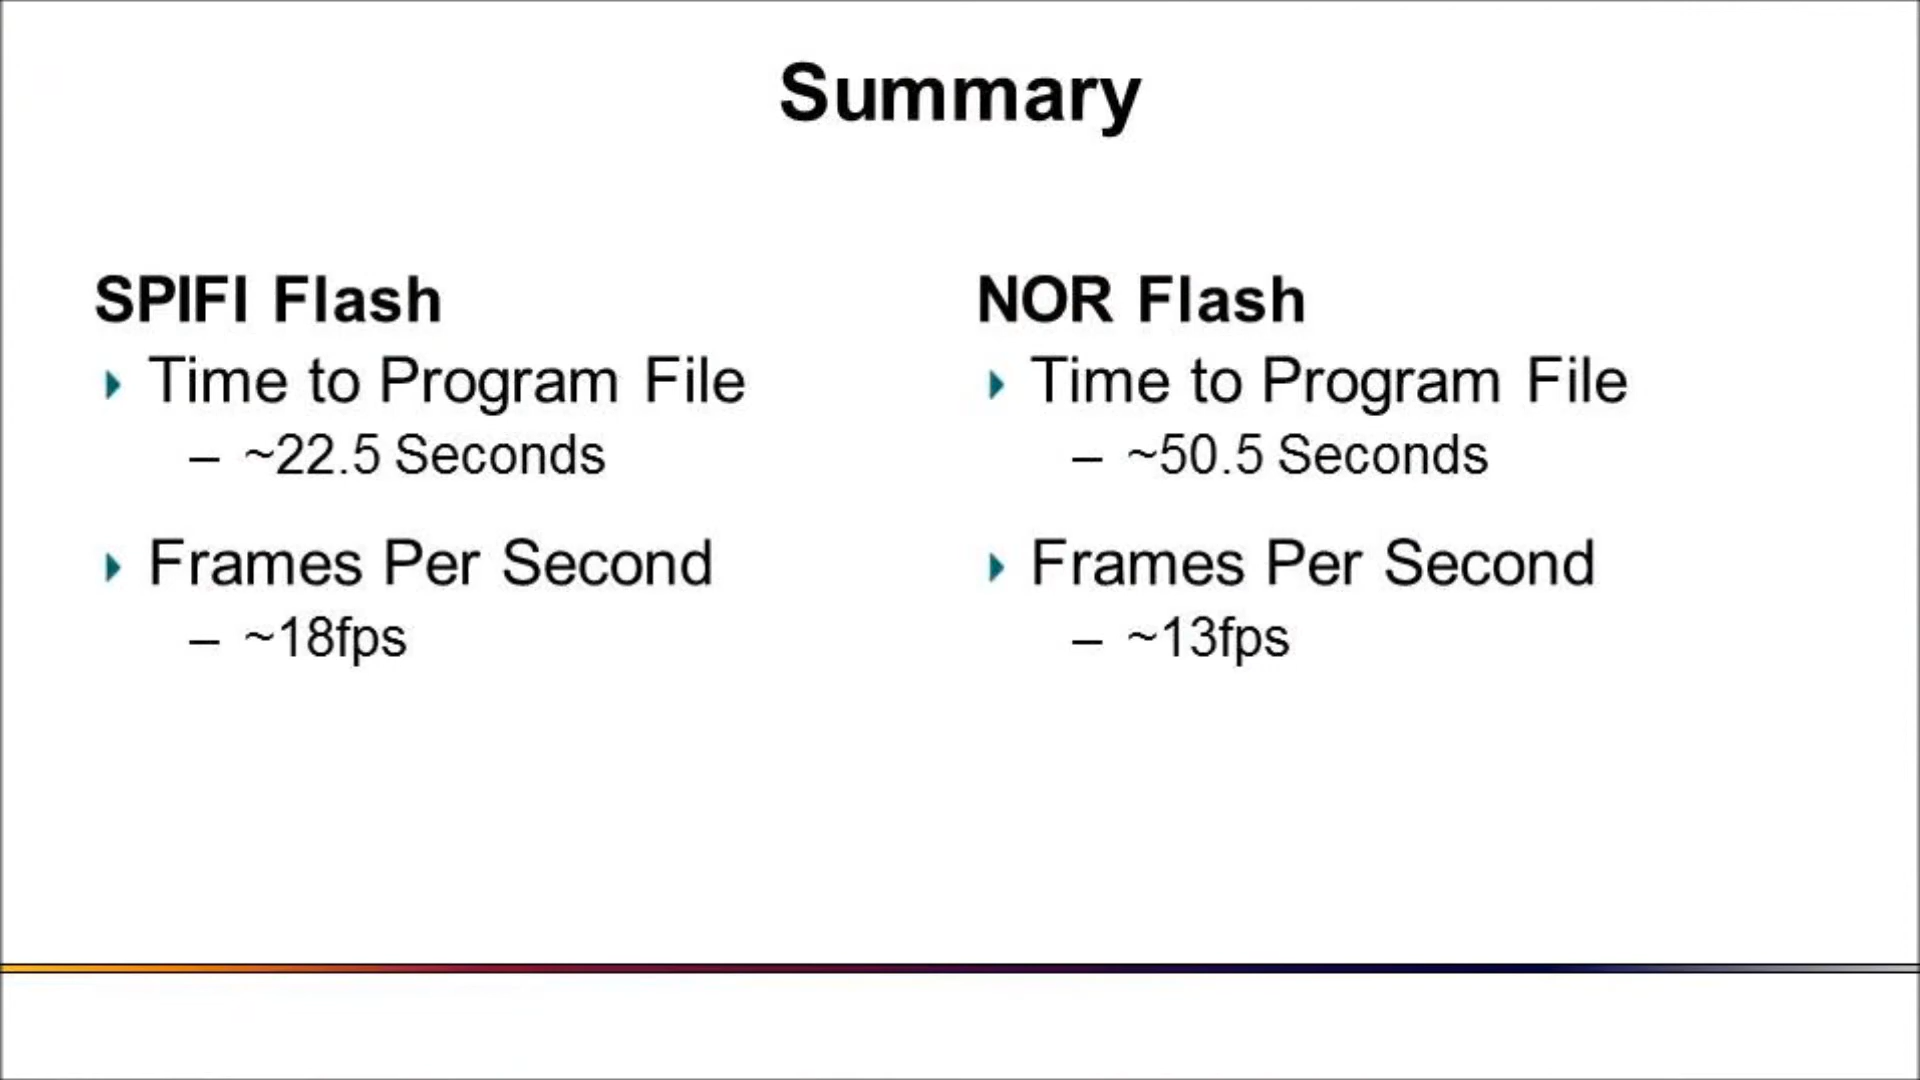 Summary
SPIFI Flash
Time to Program File
– ~22.5 Seconds
Frames Per Second
– ~18fps
NOR Flash
Time to Program File
– ~50.5 Seconds
Frames Per Second
– ~13fps